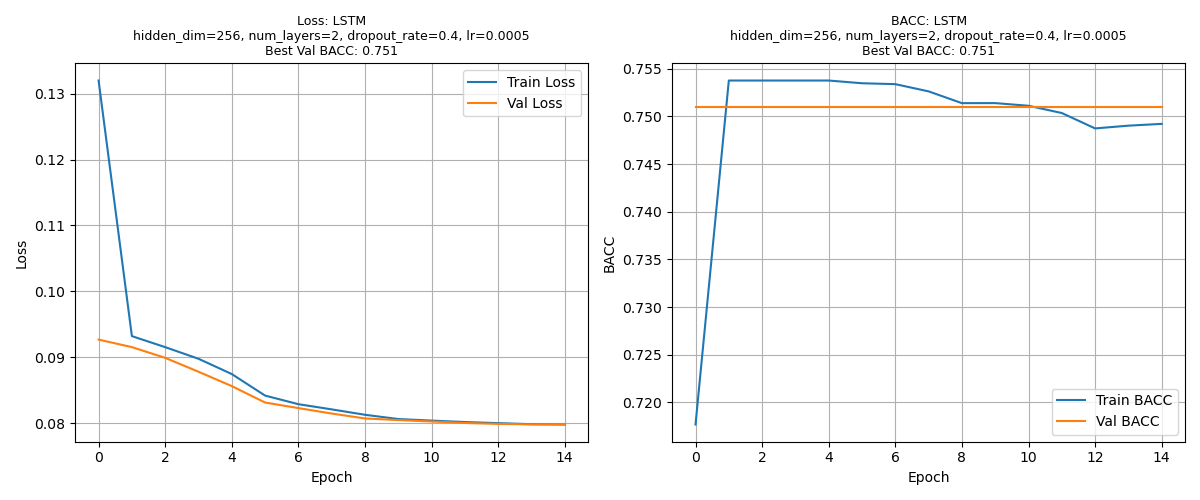 Loss: LSTM
hidden_dim=256, num_layers=2, dropout_rate=0.4, lr=0.0005
Best Val BACC: 0.751
Train Loss
Val Loss
0.13
0.12
0.11
0.10
0.09
0.08
Loss
0 2 4 6 8 10 12 14
Epoch
BACC: LSTM
hidden_dim=256, num_layers=2, dropout_rate=0.4, lr=0.0005
Best Val BACC: 0.751
0.755
0.750
0.745
0.740
0.735
0.730
0.725
0.720
BACC
Train BACC
Val BACC
0 2 4 6 8 10 12 14
Epoch